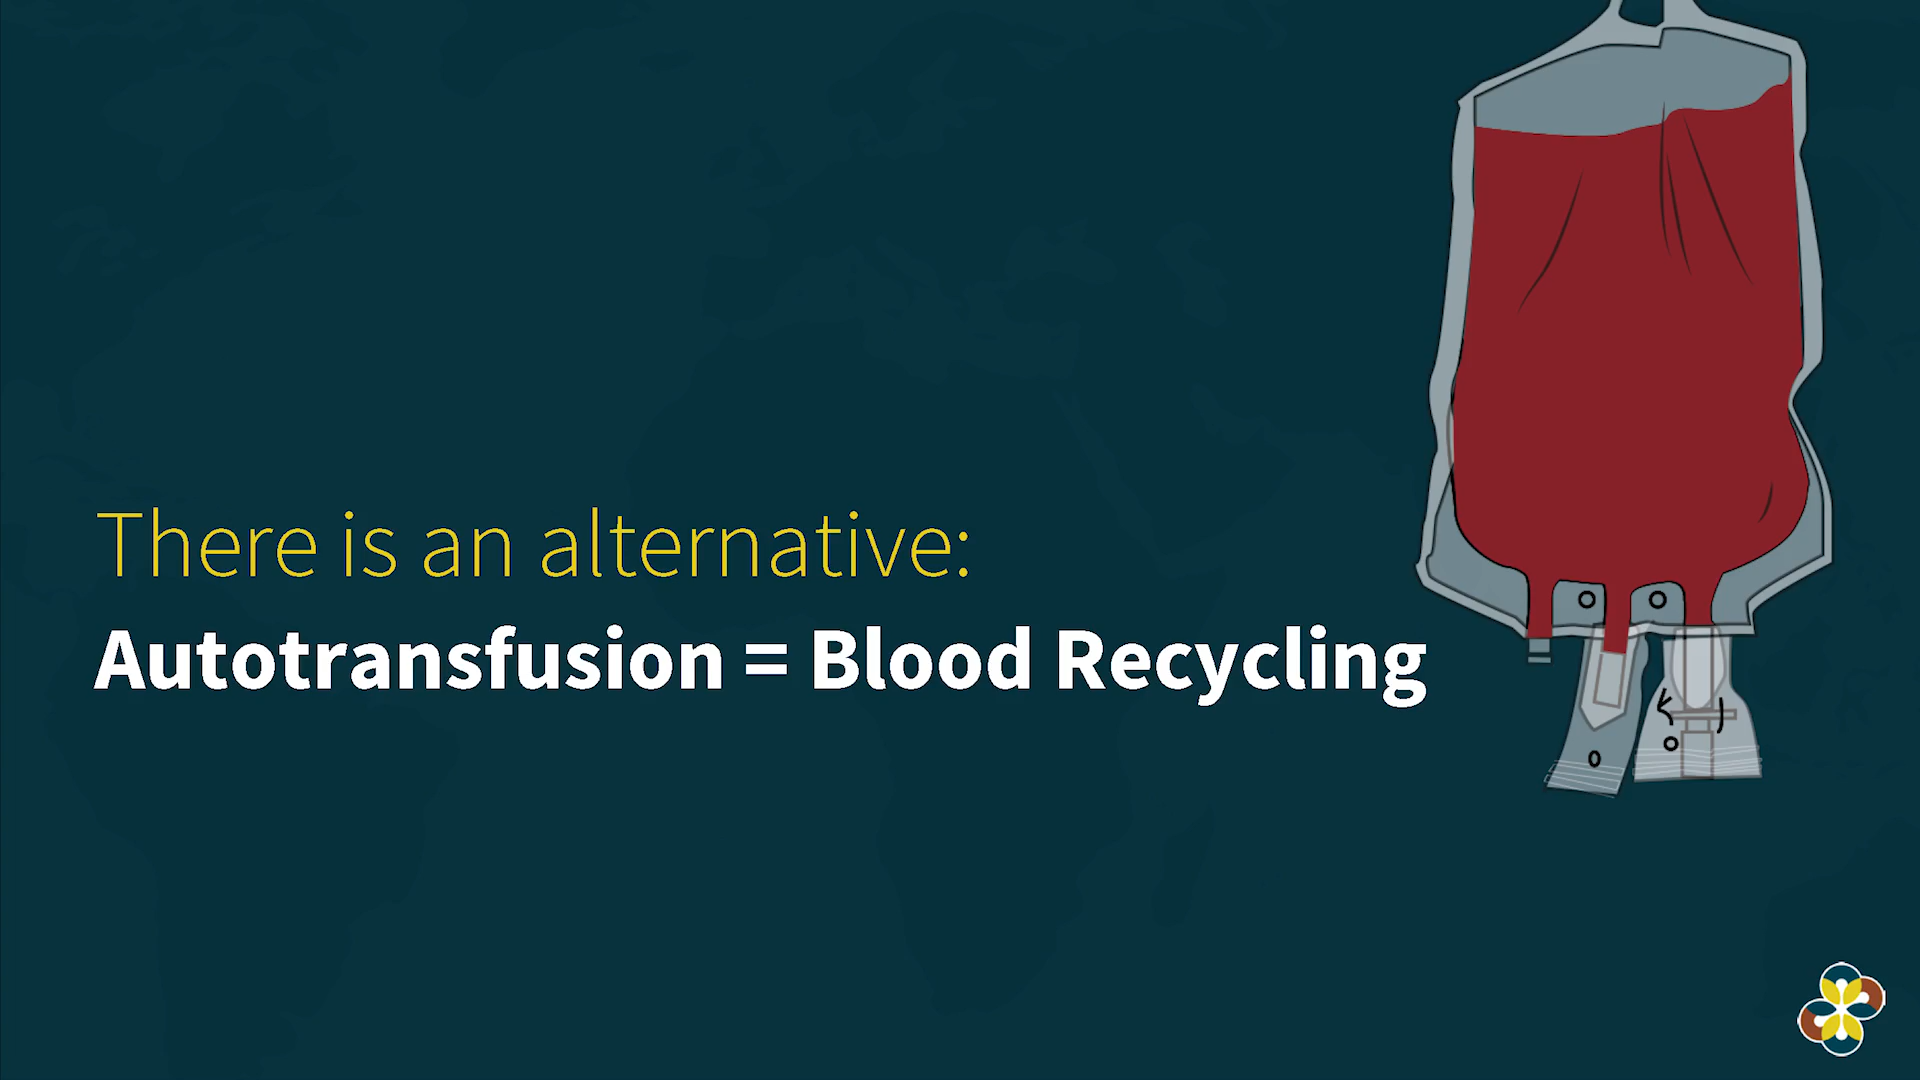 There is an alternative:
Autotransfusion = Blood Recycling